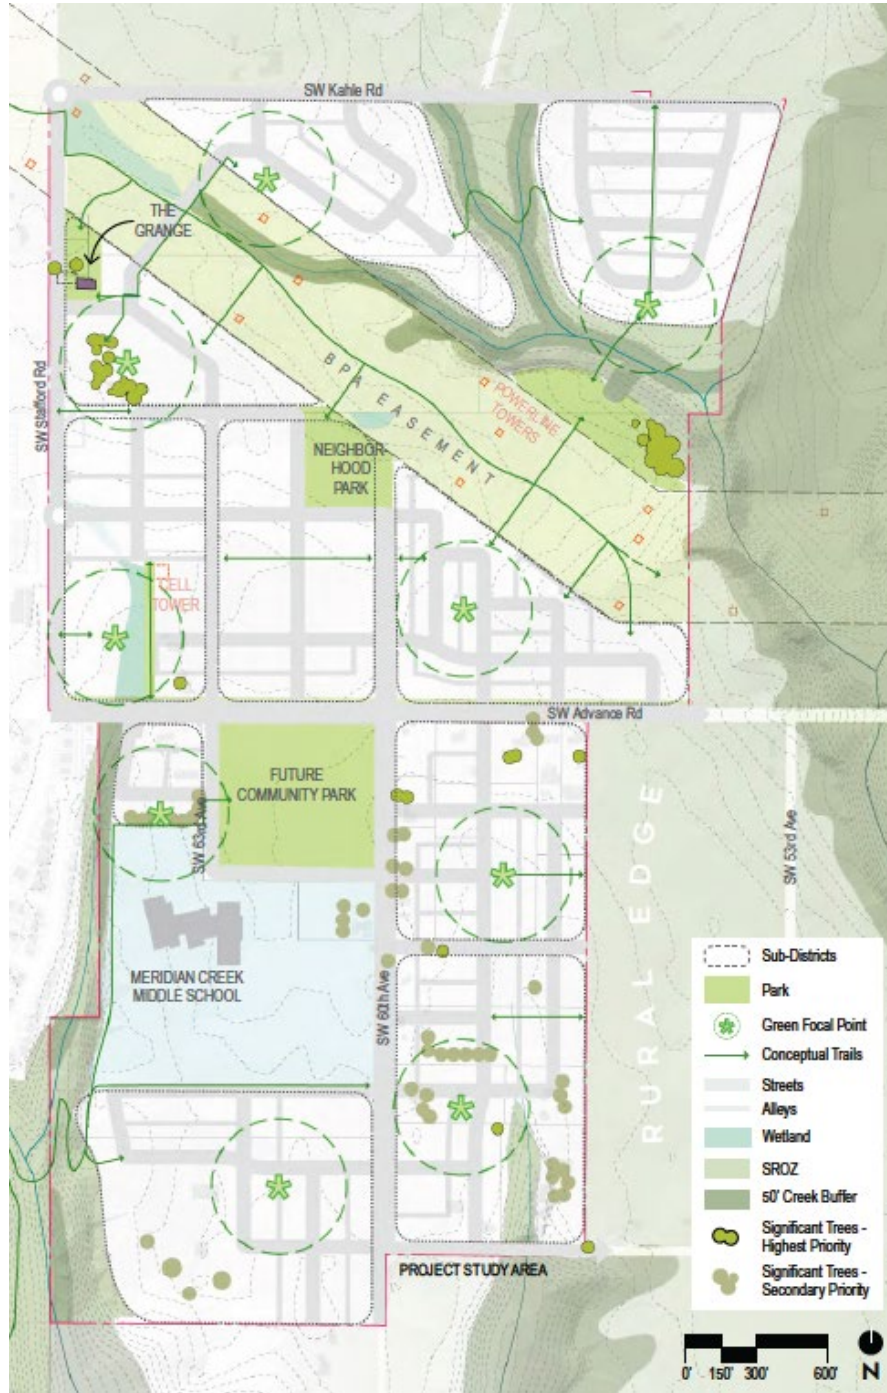 SW Kahle Rd
THE
GRANGE
SW Stafford Rd
BPA EASEMENT
POWERLINE
TOWERS
NEIGHBOR-
HOOD
PARK
CELL
TOWER
SW Advance Rd
FUTURE
COMMUNITY PARK
SW 63rd Ave
SW 53rd Ave
RURAL EDGE
MERIDIAN CREEK
MIDDLE SCHOOL
SW 60th Ave
PROJECT STUDY AREA
Sub-Districts
Park
Green Focal Point
Conceptual Trails
Streets
Alleys
Wetland
SROZ
50' Creek Buffer
Significant Trees -
Highest Priority
Significant Trees -
Secondary Priority
0' 150' 300' 600'
N